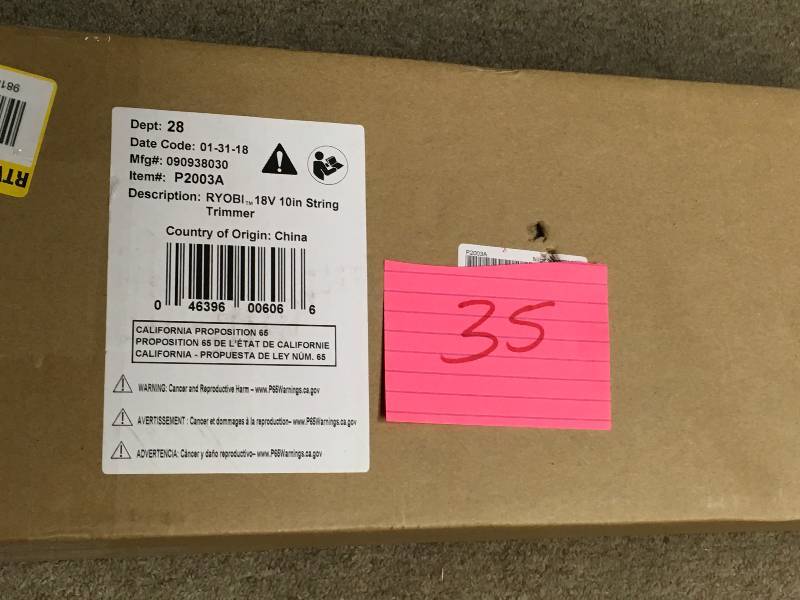 Dept: 28
Date Code: 01-31-18
Mfg#: 090938030
Item#: P2003A
Description: RYOBI™ 18V 10in String
Trimmer
Country of Origin: China
0 46396 00606 6
CALIFORNIA PROPOSITION 65
PROPOSITION 65 DE L'ÉTAT DE CALIFORNIE
CALIFORNIA - PROPUESTA DE LEY NÚM. 65
WARNING: Cancer and Reproductive Harm – www.P65Warnings.ca.gov
AVERTISSEMENT : Cancer et dommages à la reproduction– www.P65Warnings.ca.gov
ADVERTENCIA: Cáncer y daño reproductivo– www.P65Warnings.ca.gov
P2003A
35
RT
981